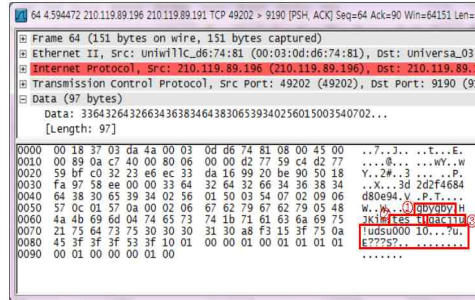 64 4.594472 210.119.89.196 210.119.89.191 TCP 49202 > 9190 [PSH, ACK] Seq=64 Ack=90 Win=64151 Len=
Frame 64 (151 bytes on wire, 151 bytes captured)
Ethernet II, Src: UniwillC_d6:74:81 (00:03:0d:d6:74:81), Dst: Universa_03
Internet Protocol, Src: 210.119.89.196 (210.119.89.196), Dst: 210.119.89.
Transmission Control Protocol, Src Port: 49202 (49202), Dst Port: 9190 (9
Data (97 bytes)
Data: 33643264326634363834643830653934025601500354 0702...
[Length: 97]
0000 00 18 37 03 da 4a 00 03 0d d6 74 81 08 00 45 00 ..7..J.. ..t...E.
0010 00 89 0a c7 40 00 80 06 00 00 d2 77 59 c4 d2 77 ....@... ...wY..w
0020 59 bf c0 32 23 e6 ec 33 da 16 99 20 be 90 50 18 Y..2#..3 ... ..P.
0030 fa 97 58 ee 00 00 33 64 32 64 32 66 34 36 38 34 ..X...3d 2d2f4684
0040 64 38 30 65 39 34 02 56 01 50 03 54 07 02 09 06 d80e94.V .P.T....
0050 57 0c 01 57 0a 00 02 06 67 62 79 67 62 79 05 48 W..W.... gbygby.H
0060 4a 4b 69 6d 04 74 65 73 74 1b 71 61 63 6a 69 75 JKim.tes t.qacjiu
0070 21 75 64 73 75 30 30 30 31 30 a8 f3 15 3f 75 0a !udsu000 10...?u.
0080 45 3f 3f 3f 53 3f 10 01 00 00 01 00 01 01 01 01 E???S?.. ........
0090 00 01 00 00 00 01 00 .......
① ② ③